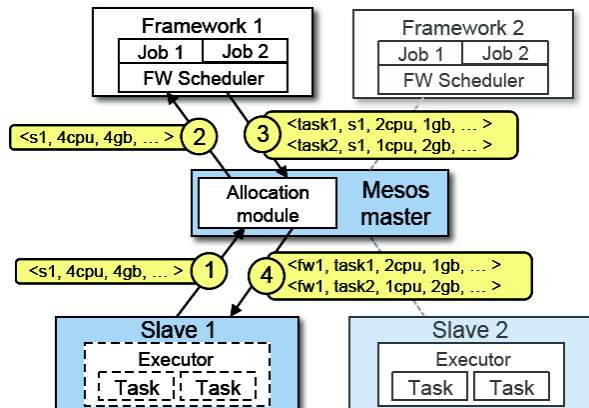 Framework 1
Job 1
Job 2
FW Scheduler
Framework 2
Job 1
Job 2
FW Scheduler
<s1, 4cpu, 4gb, ... >
2
3
<task1, s1, 2cpu, 1gb, ... >
<task2, s1, 1cpu, 2gb, ... >
Allocation
module
Mesos
master
<s1, 4cpu, 4gb, ... >
1
4
<fw1, task1, 2cpu, 1gb, ... >
<fw1, task2, 1cpu, 2gb, ... >
Slave 1
Executor
Task
Task
Slave 2
Executor
Task
Task